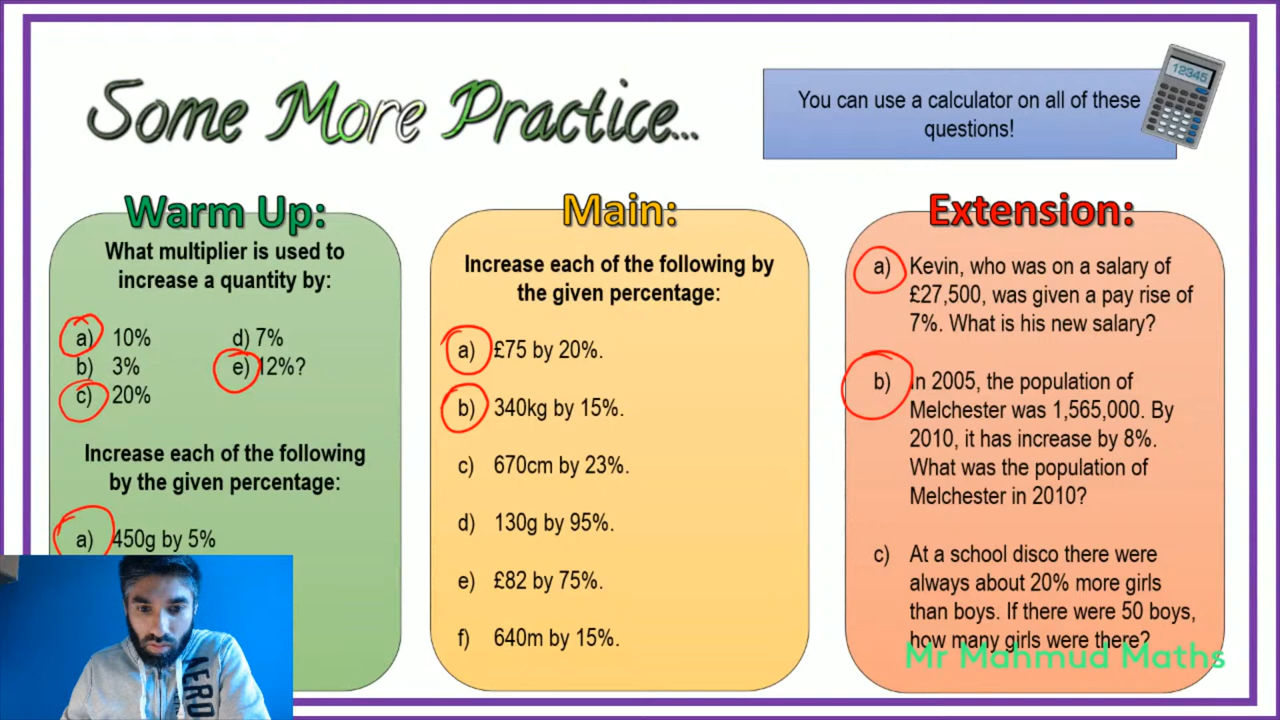 Some More Practice...
You can use a calculator on all of these
questions!
12345
Warm Up:
What multiplier is used to
increase a quantity by:
a) 10%
b) 3%
c) 20%
d) 7%
e) 12%?
Increase each of the following
by the given percentage:
a) 450g by 5%
Main:
Increase each of the following by
the given percentage:
a) £75 by 20%.
b) 340kg by 15%.
c) 670cm by 23%.
d) 130g by 95%.
e) £82 by 75%.
f) 640m by 15%.
Extension:
a) Kevin, who was on a salary of
£27,500, was given a pay rise of
7%. What is his new salary?
b) In 2005, the population of
Melchester was 1,565,000. By
2010, it has increase by 8%.
What was the population of
Melchester in 2010?
c) At a school disco there were
always about 20% more girls
than boys. If there were 50 boys,
how many girls were there?
Mr Mahmud Maths